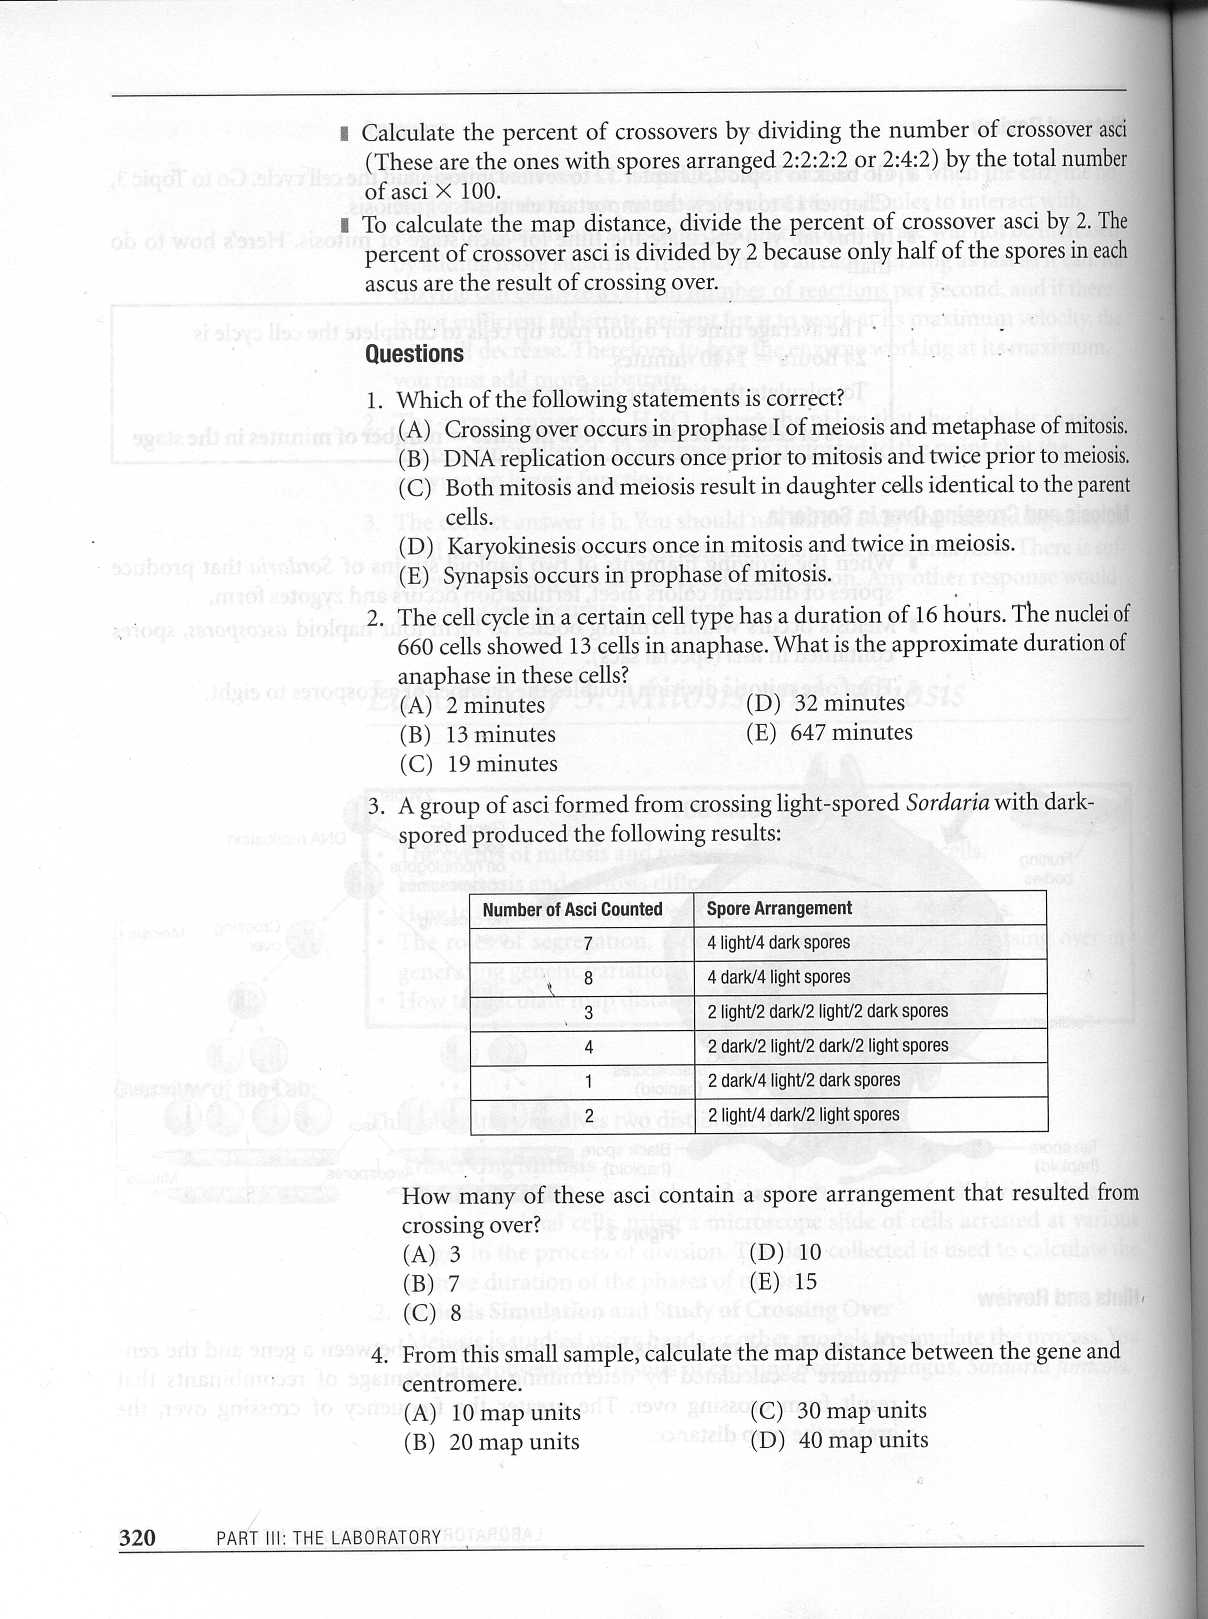 Calculate the percent of crossovers by dividing the number of crossover asci
(These are the ones with spores arranged 2:2:2:2 or 2:4:2) by the total number
of asci × 100.
To calculate the map distance, divide the percent of crossover asci by 2. The
percent of crossover asci is divided by 2 because only half of the spores in each
ascus are the result of crossing over.
Questions
1. Which of the following statements is correct?
(A) Crossing over occurs in prophase I of meiosis and metaphase of mitosis.
(B) DNA replication occurs once prior to mitosis and twice prior to meiosis.
(C) Both mitosis and meiosis result in daughter cells identical to the parent
cells.
(D) Karyokinesis occurs once in mitosis and twice in meiosis.
(E) Synapsis occurs in prophase of mitosis.
2. The cell cycle in a certain cell type has a duration of 16 hours. The nuclei of
660 cells showed 13 cells in anaphase. What is the approximate duration of
anaphase in these cells?
(A) 2 minutes (D) 32 minutes
(B) 13 minutes (E) 647 minutes
(C) 19 minutes
3. A group of asci formed from crossing light-spored Sordaria with dark-
spored produced the following results:
Number of Asci Counted Spore Arrangement
7 4 light/4 dark spores
8 4 dark/4 light spores
3 2 light/2 dark/2 light/2 dark spores
4 2 dark/2 light/2 dark/2 light spores
1 2 dark/4 light/2 dark spores
2 2 light/4 dark/2 light spores
How many of these asci contain a spore arrangement that resulted from
crossing over?
(A) 3 (D) 10
(B) 7 (E) 15
(C) 8
4. From this small sample, calculate the map distance between the gene and
centromere.
(A) 10 map units (C) 30 map units
(B) 20 map units (D) 40 map units
320 PART III: THE LABORATORY